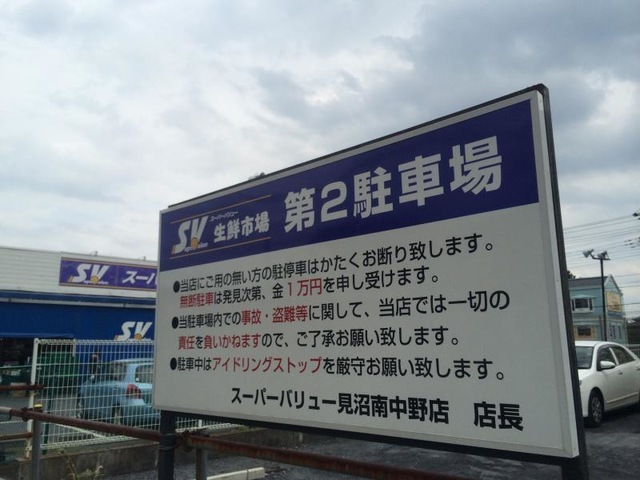 SV
スーパーバリュー
生鮮市場
第2駐車場
●当店にご用の無い方の駐停車はかたくお断り致します。
無断駐車は発見次第、金1万円を申し受けます。
●当駐車場内での事故・盗難等に関して、当店では一切の
責任を負いかねますので、ご了承お願い致します。
●駐車中はアイドリングストップを厳守お願い致します。
スーパーバリュー見沼南中野店 店長
SV スーパ
SV